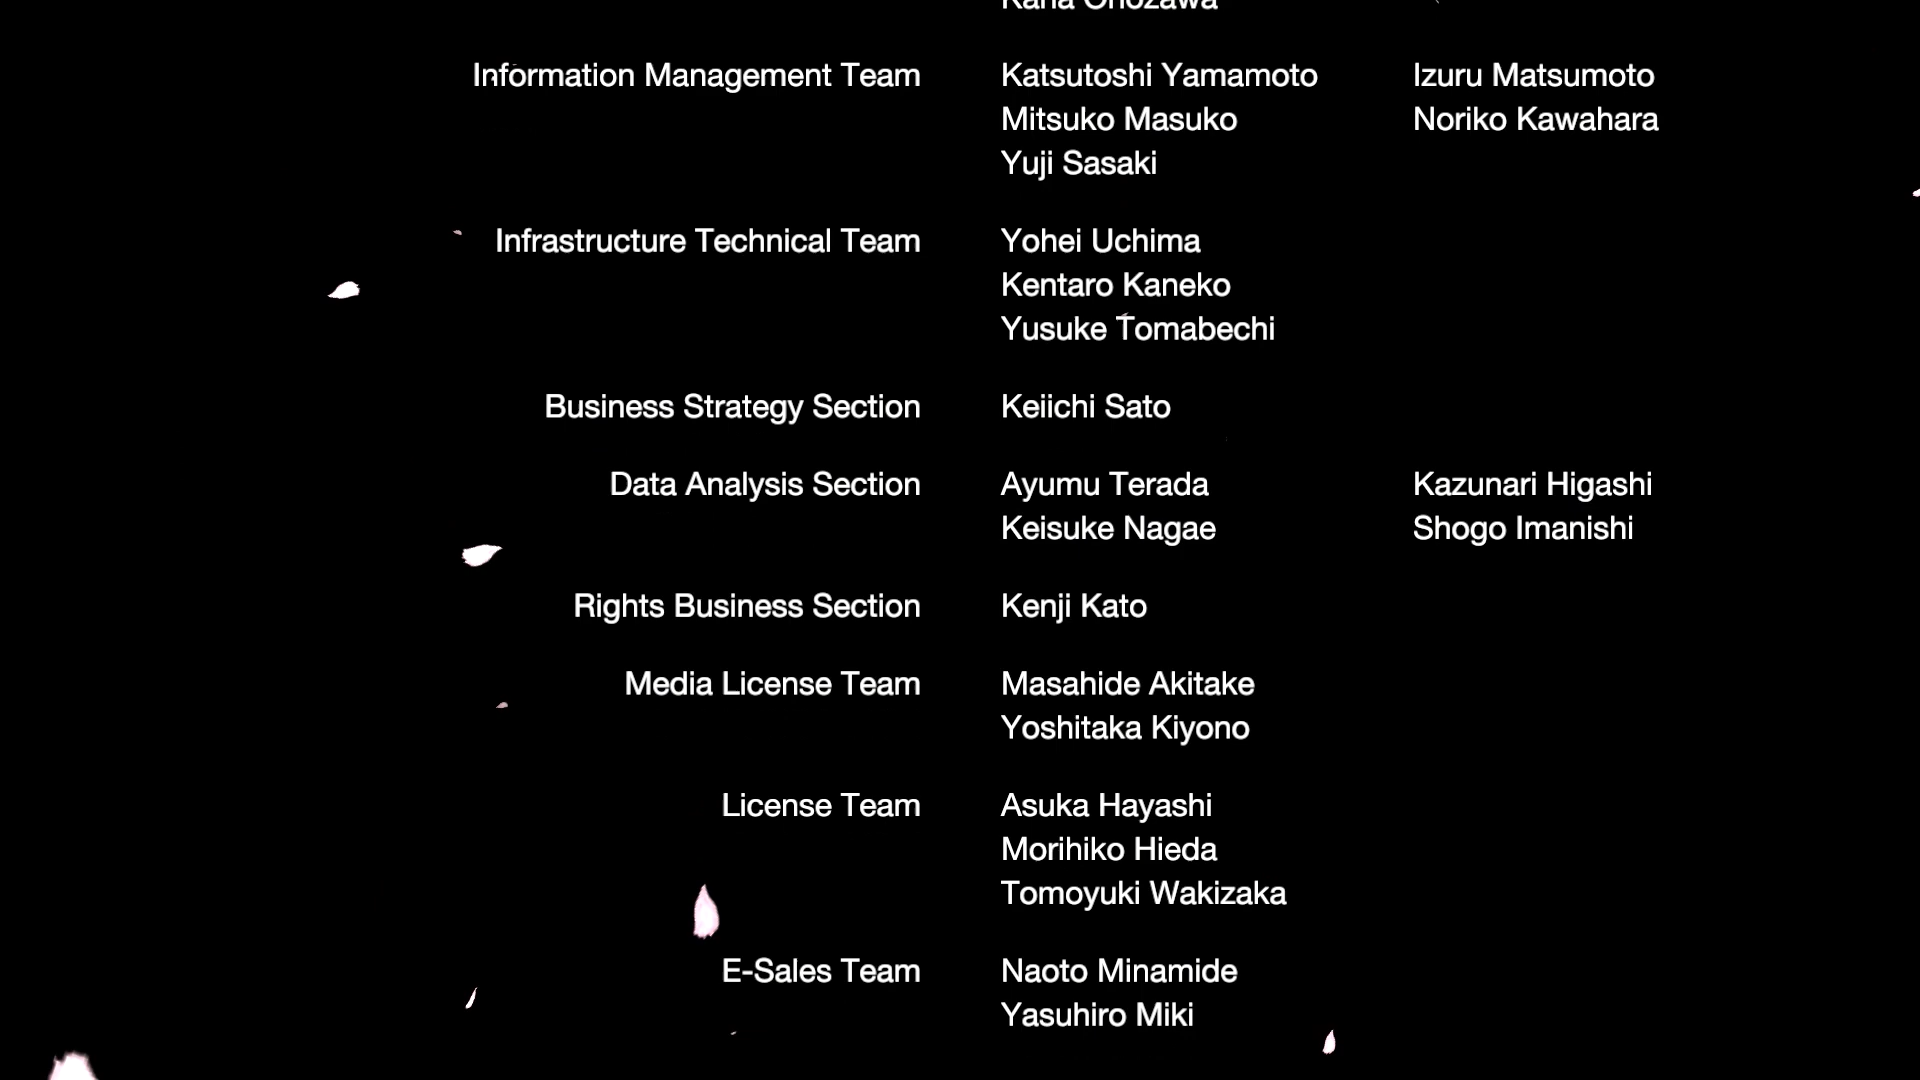 Information Management Team Katsutoshi Yamamoto Izuru Matsumoto
Mitsuko Masuko Noriko Kawahara
Yuji Sasaki
Infrastructure Technical Team Yohei Uchima
Kentaro Kaneko
Yusuke Tomabechi
Business Strategy Section Keiichi Sato
Data Analysis Section Ayumu Terada Kazunari Higashi
Keisuke Nagae Shogo Imanishi
Rights Business Section Kenji Kato
Media License Team Masahide Akitake
Yoshitaka Kiyono
License Team Asuka Hayashi
Morihiko Hieda
Tomoyuki Wakizaka
E-Sales Team Naoto Minamide
Yasuhiro Miki